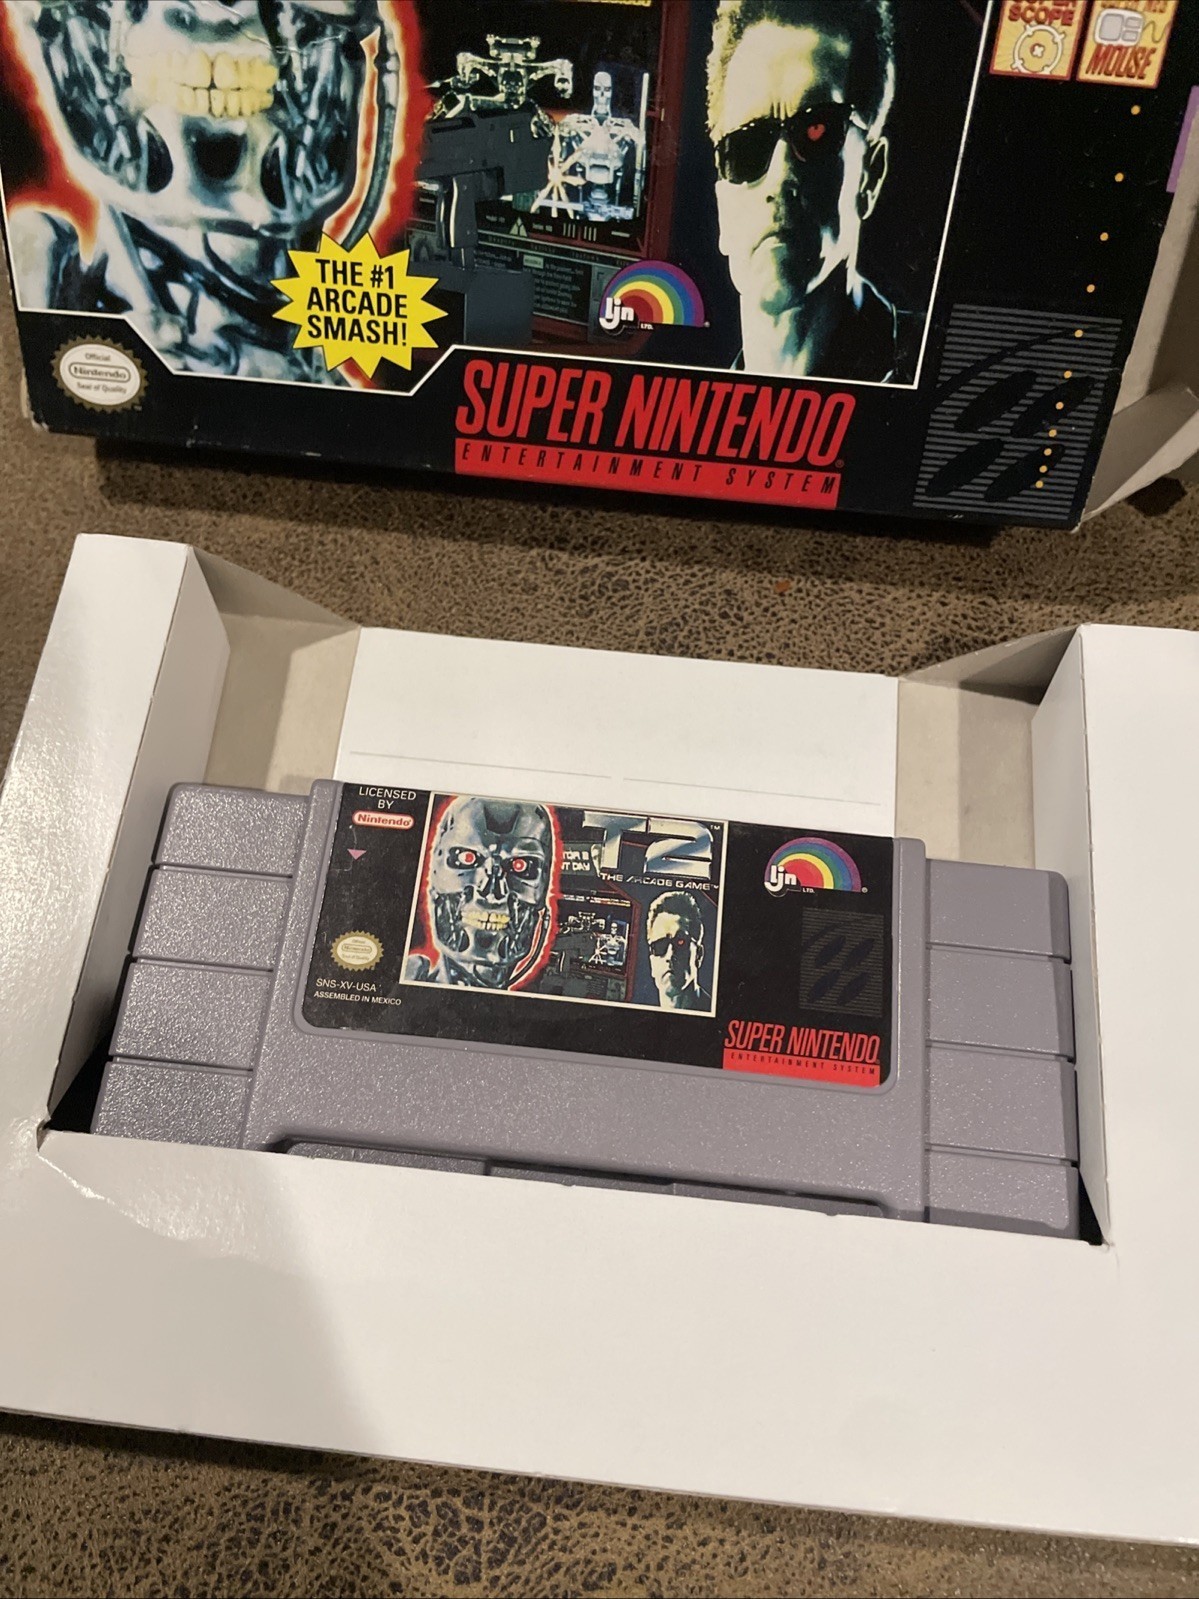 SCOPE
MOUSE
THE #1
ARCADE
SMASH!
ljn
LTD.
Official
Nintendo
Seal of Quality
SUPER NINTENDO
ENTERTAINMENT SYSTEM
LICENSED
BY
Nintendo
T2
THE ARCADE GAME
ljn
LTD.
SNS-XV-USA
ASSEMBLED IN MEXICO
SUPER NINTENDO
ENTERTAINMENT SYSTEM